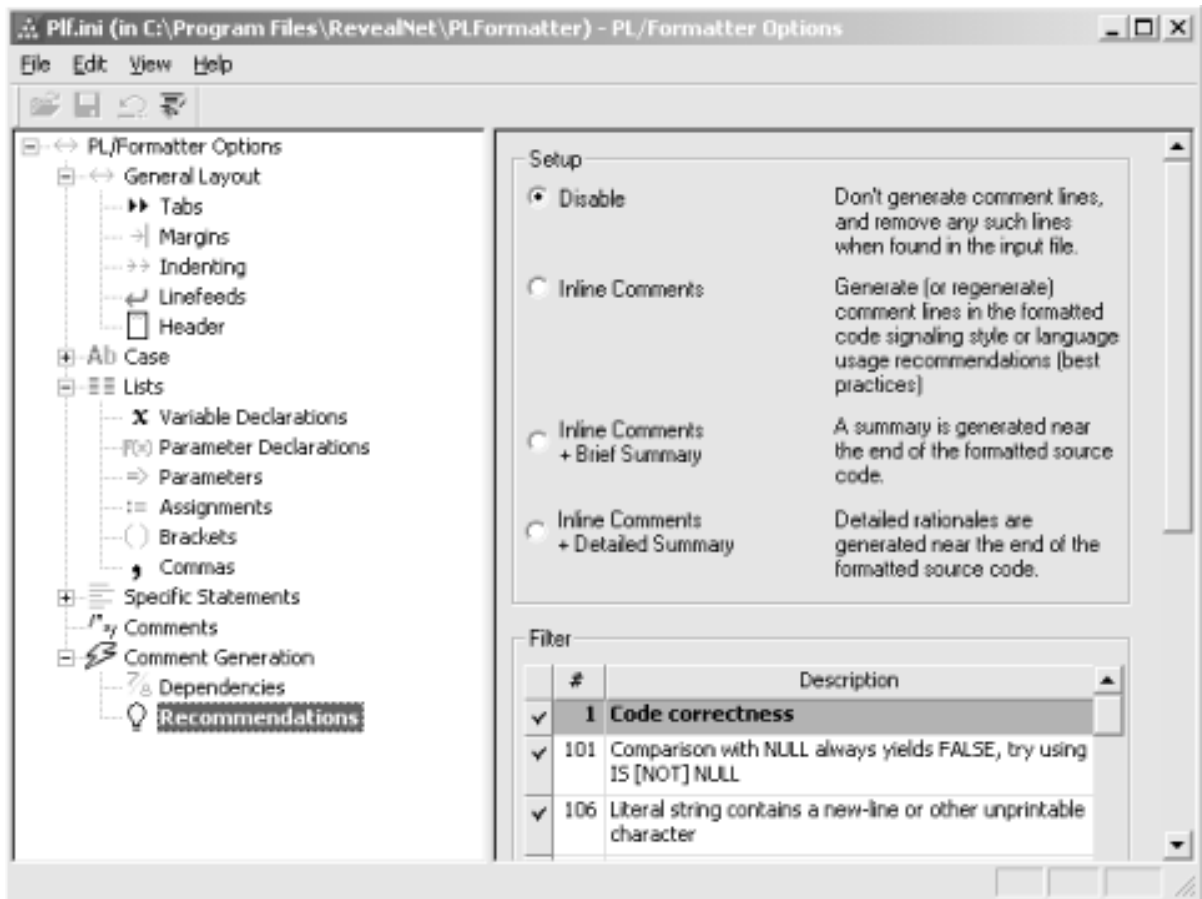 Plf.ini (in C:\Program Files\RevealNet\PLFormatter) - PL/Formatter Options
File Edit View Help
PL/Formatter Options
General Layout
Tabs
Margins
Indenting
Linefeeds
Header
Ab Case
Lists
x Variable Declarations
F(x) Parameter Declarations
=> Parameters
:= Assignments
() Brackets
, Commas
Specific Statements
Comments
Comment Generation
Dependencies
Recommendations
Setup
Disable
Don't generate comment lines,
and remove any such lines
when found in the input file.
Inline Comments
Generate (or regenerate)
comment lines in the formatted
code signaling style or language
usage recommendations (best
practices)
Inline Comments
+ Brief Summary
A summary is generated near
the end of the formatted source
code.
Inline Comments
+ Detailed Summary
Detailed rationales are
generated near the end of the
formatted source code.
Filter
# Description
1 Code correctness
101 Comparison with NULL always yields FALSE, try using
IS [NOT] NULL
106 Literal string contains a new-line or other unprintable
character